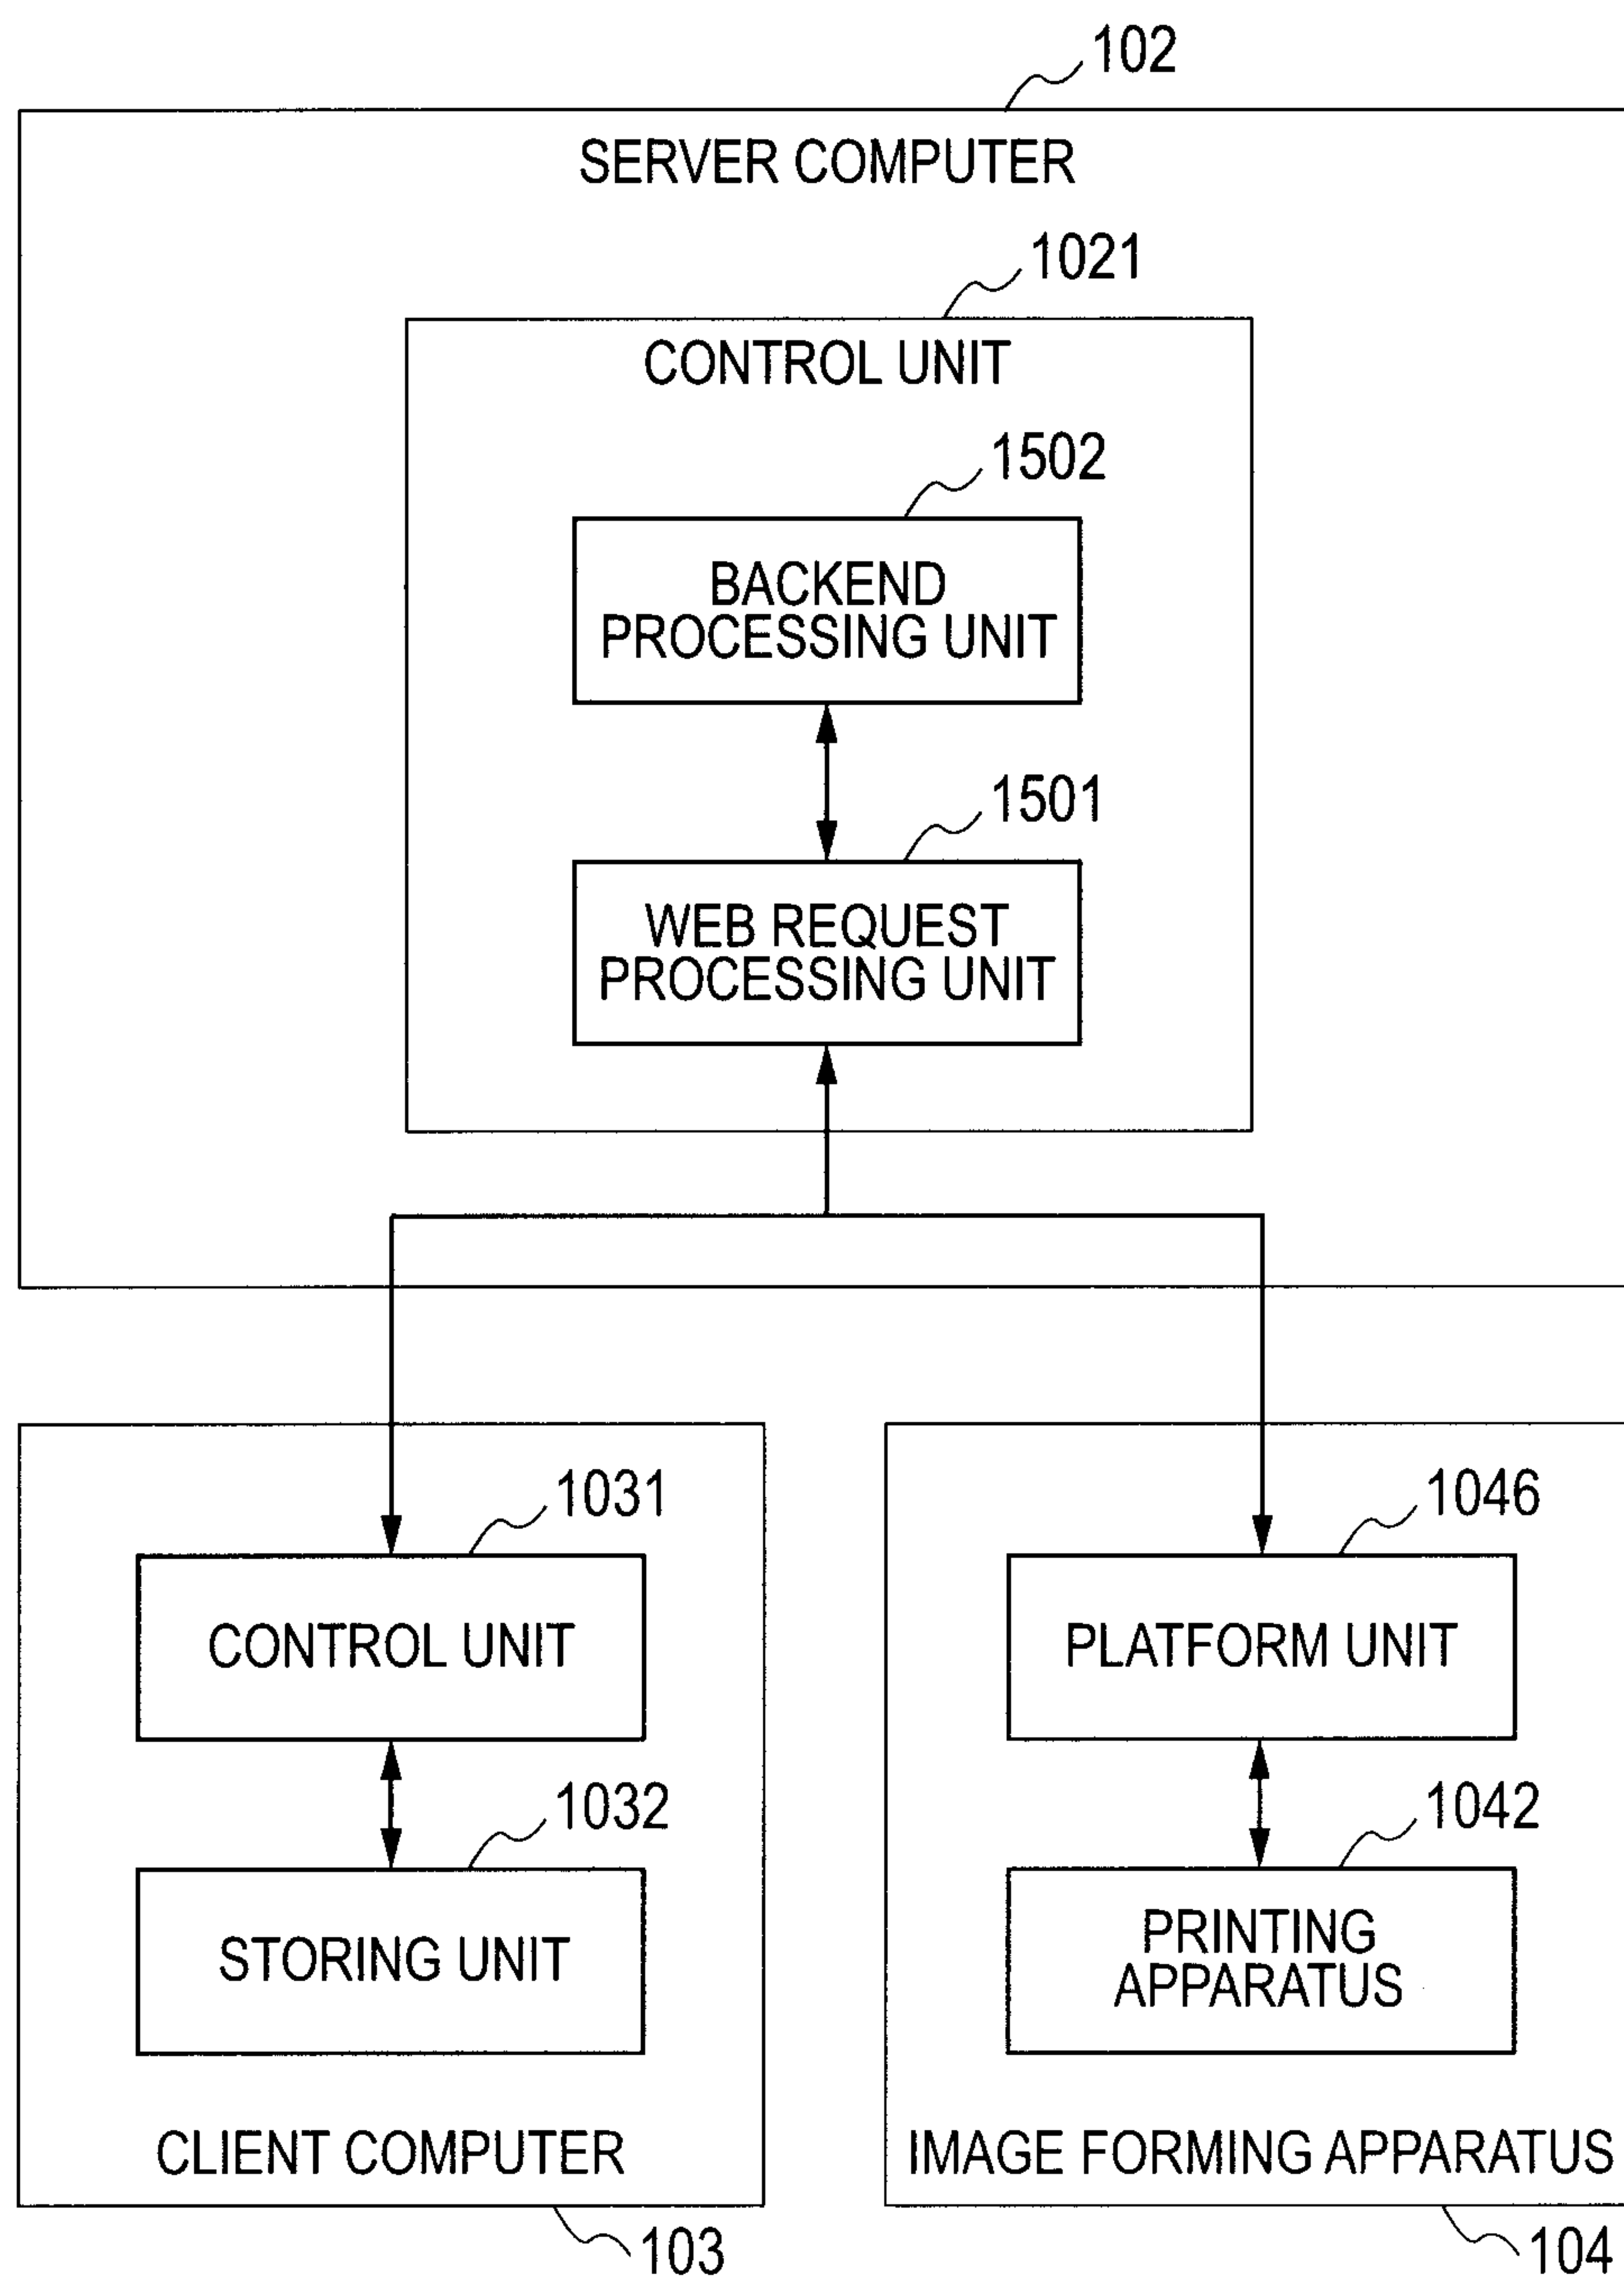 102
SERVER COMPUTER
1021
CONTROL UNIT
1502
BACKEND
PROCESSING UNIT
1501
WEB REQUEST
PROCESSING UNIT
1031
CONTROL UNIT
1032
STORING UNIT
CLIENT COMPUTER
103
1046
PLATFORM UNIT
1042
PRINTING
APPARATUS
IMAGE FORMING APPARATUS
104